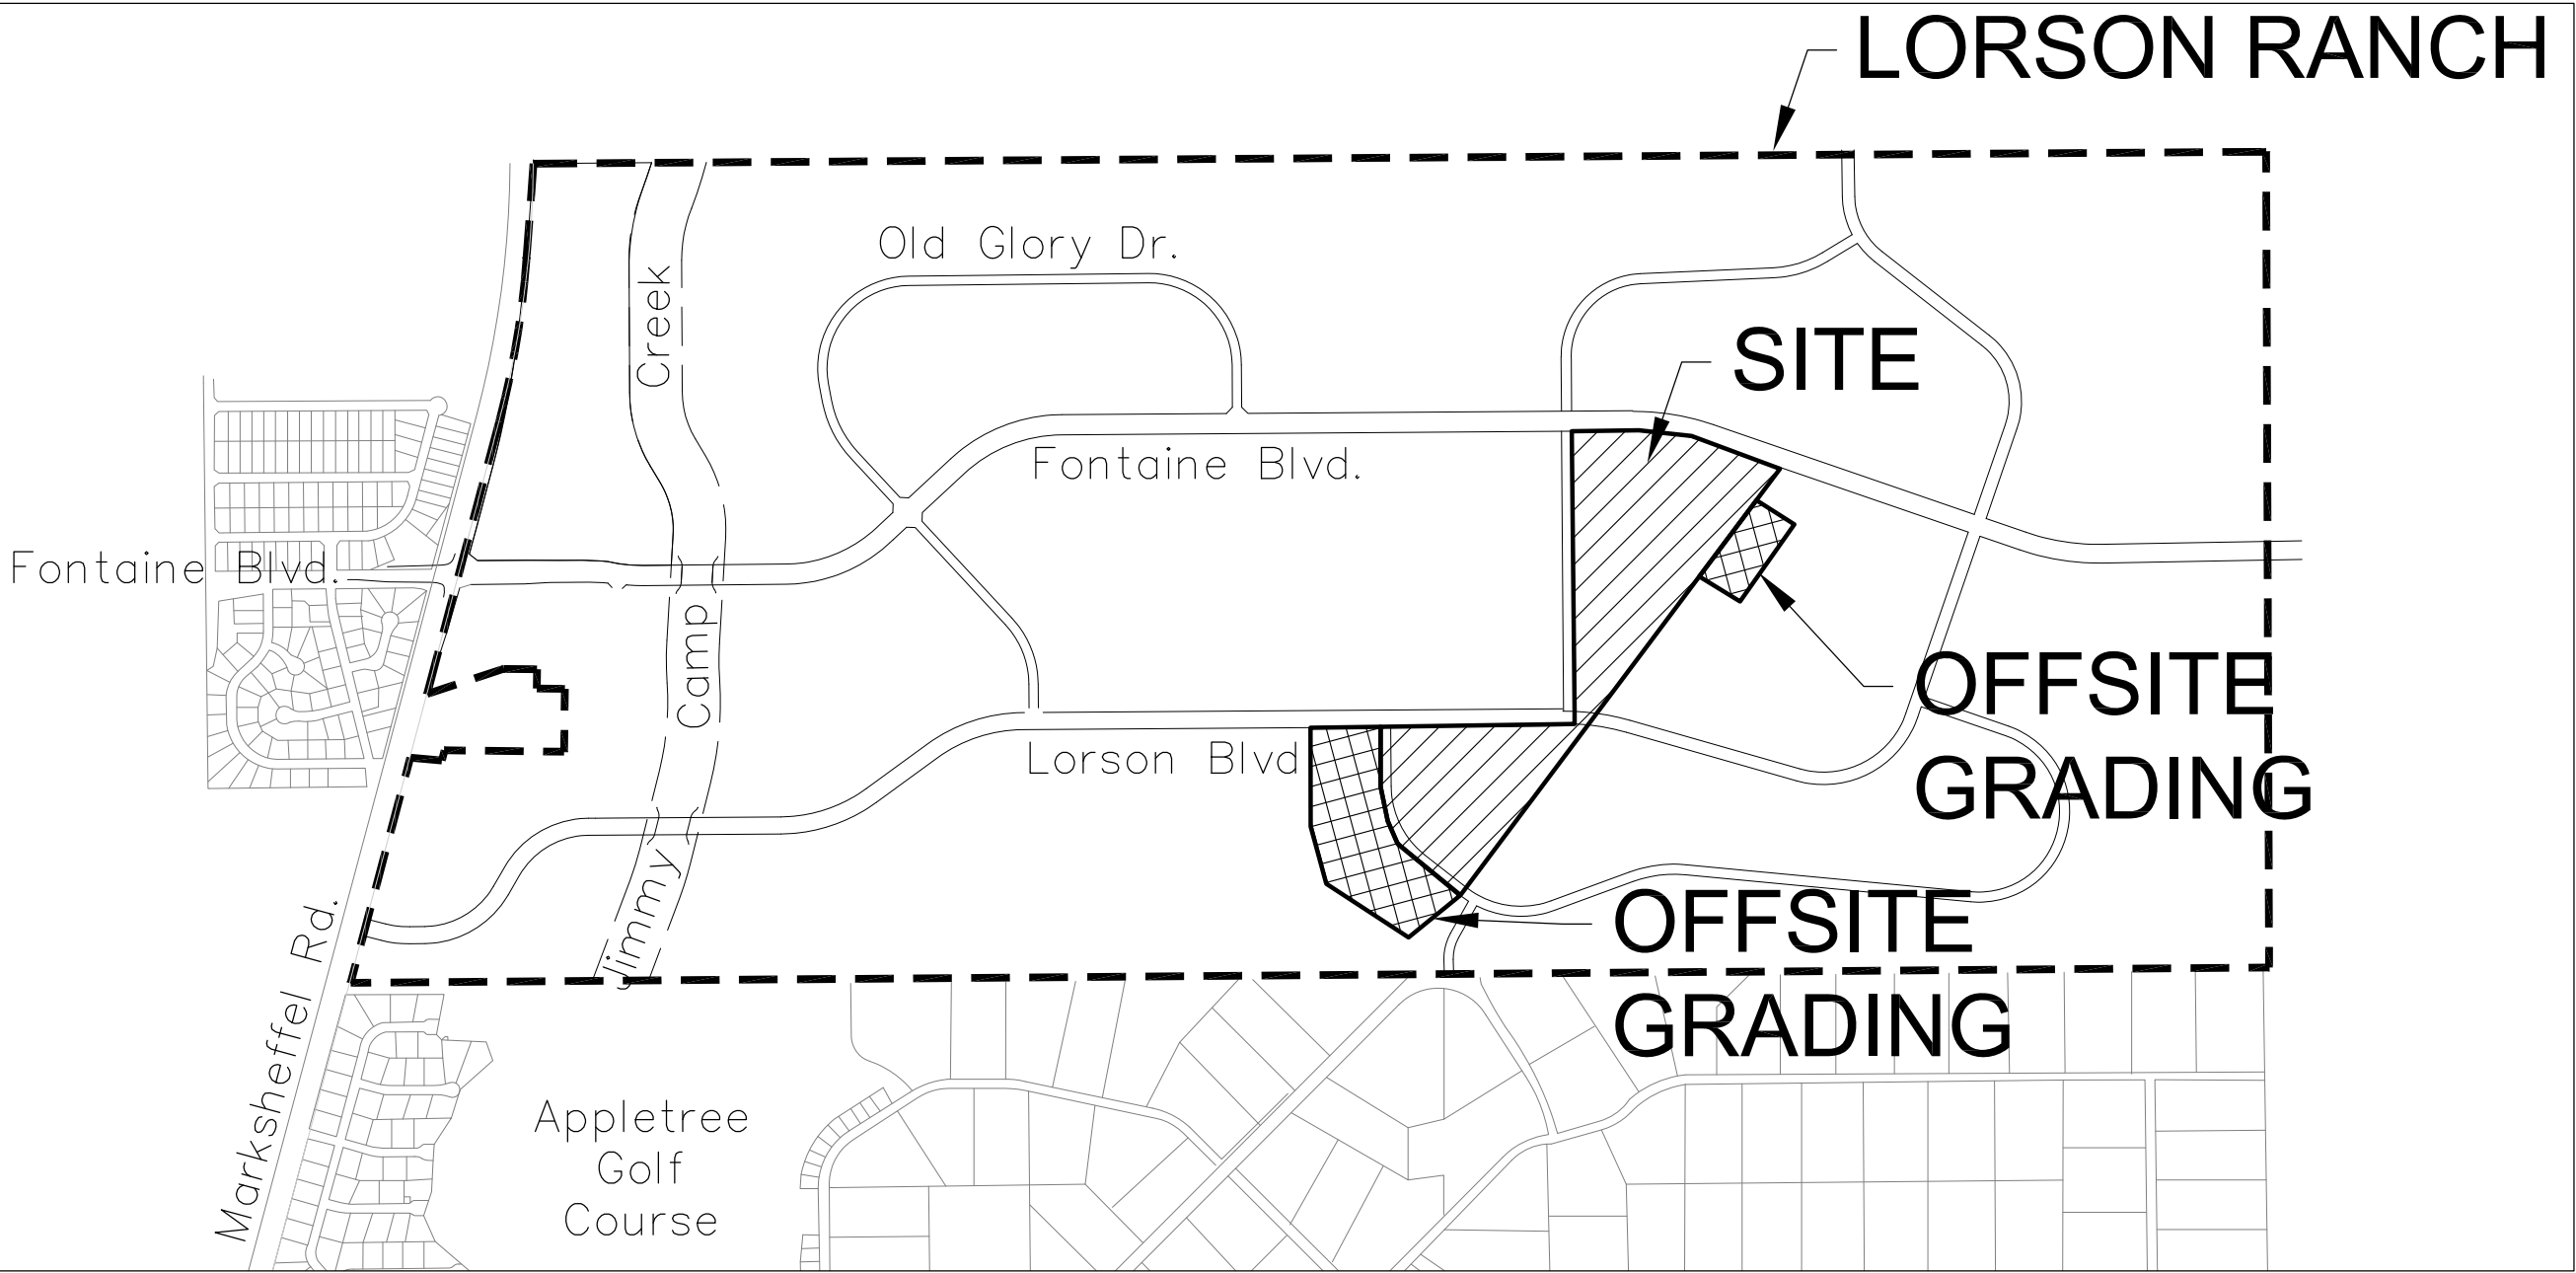 LORSON RANCH
Old Glory Dr.
Creek
SITE
Fontaine Blvd.
Fontaine Blvd.
Camp
OFFSITE
GRADING
Lorson Blvd
Jimmy
OFFSITE
GRADING
Marksheffel Rd.
Appletree
Golf
Course